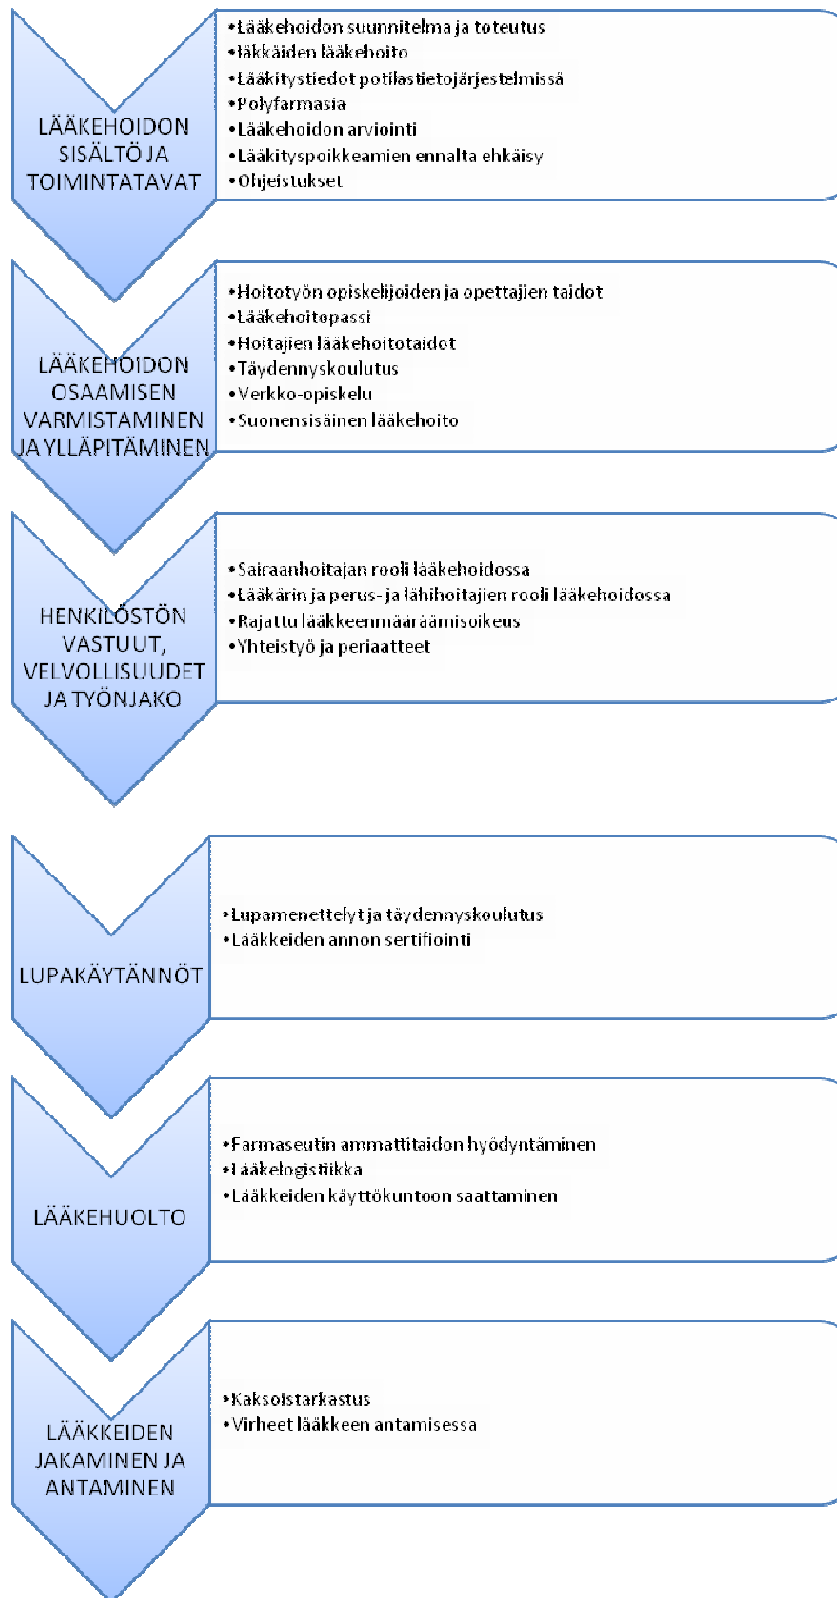 LÄÄKEHOIDON
SISÄLTÖ JA
TOIMINTATAVAT
•Lääkehoidon suunnitelma ja toteutus
•Iäkkäiden lääkehoito
•Lääkitystiedot potilastietojärjestelmissä
•Polyfarmasia
•Lääkehoidon arviointi
•Lääkityspoikkeamien ennalta ehkäisy
•Ohjeistukset
LÄÄKEHOIDON
OSAAMISEN
VARMISTAMINEN
JA YLLÄPITÄMINEN
•Hoitotyön opiskelijoiden ja opettajien taidot
•Lääkehoitopassi
•Hoitajien lääkehoitotaidot
•Täydennyskoulutus
•Verkko-opiskelu
•Suonensisäinen lääkehoito
HENKILÖSTÖN
VASTUUT,
VELVOLLISUUDET
JA TYÖNJAKO
•Sairaanhoitajan rooli lääkehoidossa
•Lääkärin ja perus- ja lähihoitajien rooli lääkehoidossa
•Rajattu lääkkeenmääräämisoikeus
•Yhteistyö ja periaatteet
LUPAKÄYTÄNNÖT
•Lupamenettelyt ja täydennyskoulutus
•Lääkkeiden annon sertifiointi
LÄÄKEHUOLTO
•Farmaseutin ammattitaidon hyödyntäminen
•Lääkelogistiikka
•Lääkkeiden käyttökuntoon saattaminen
LÄÄKKEIDEN
JAKAMINEN JA
ANTAMINEN
•Kaksoistarkastus
•Virheet lääkkeen antamisessa